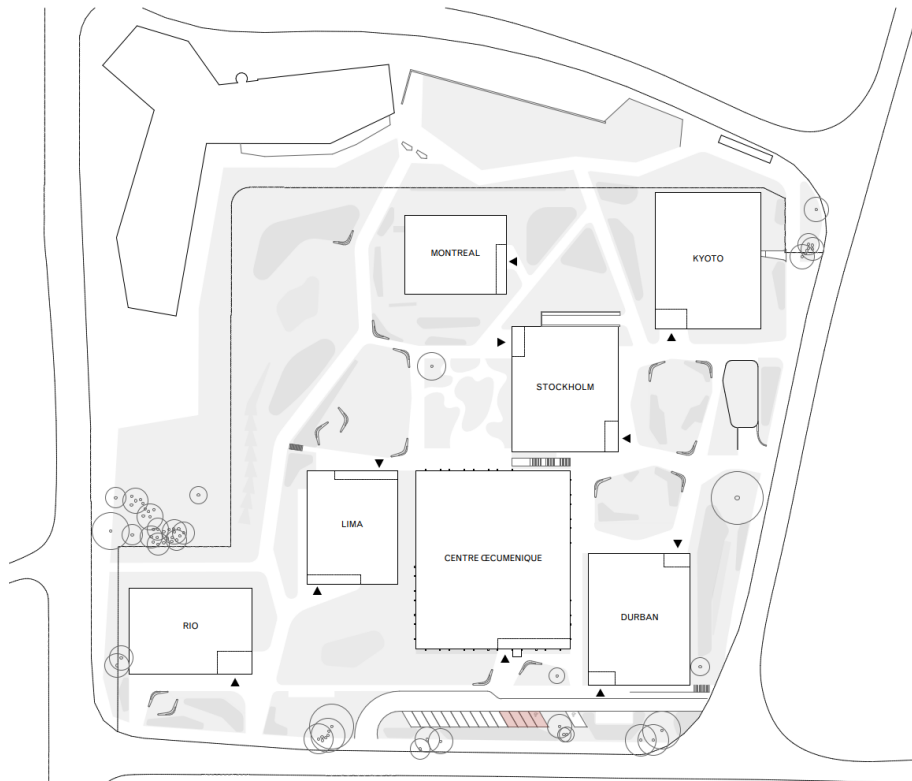 MONTREAL
KYOTO
STOCKHOLM
LIMA
CENTRE ŒCUMENIQUE
DURBAN
RIO